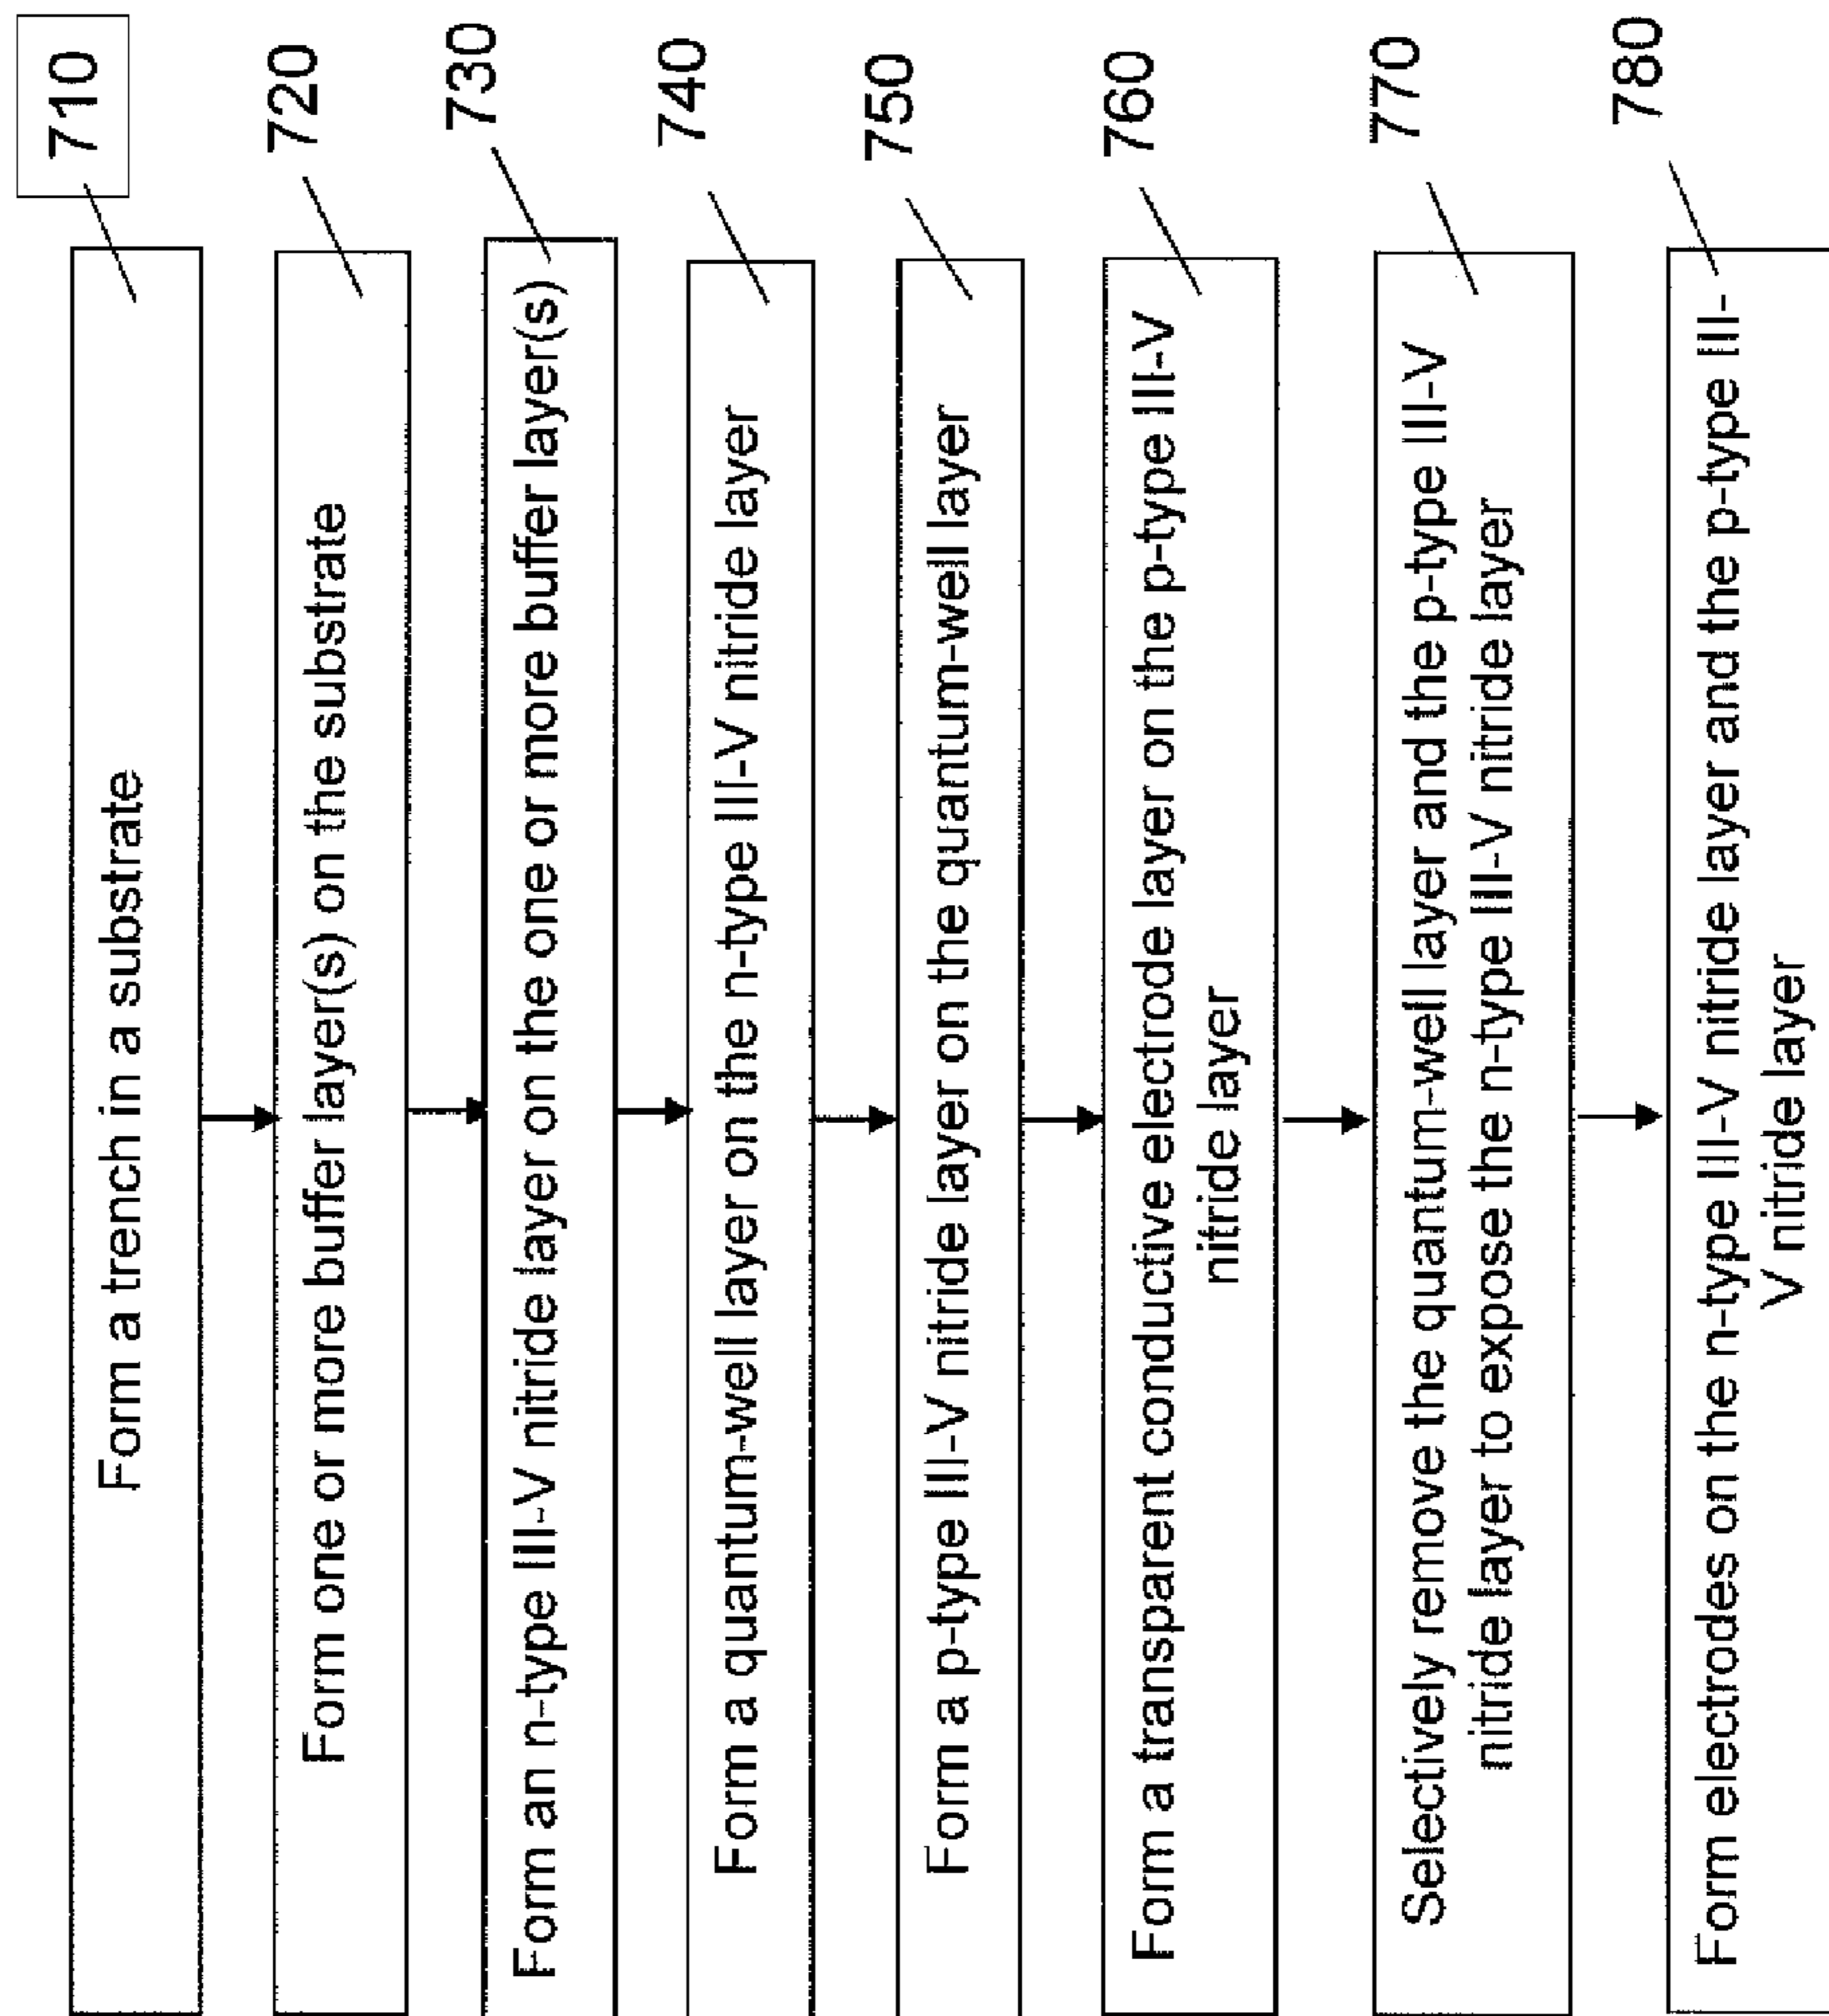 Form a trench in a substrate
710
Form one or more buffer layer(s) on the substrate
720
Form an n-type III-V nitride layer on the one or more buffer layer(s)
730
Form a quantum-well layer on the n-type III-V nitride layer
740
Form a p-type III-V nitride layer on the quantum-well layer
750
Form a transparent conductive electrode layer on the p-type III-V
nitride layer
760
Selectively remove the quantum-well layer and the p-type III-V
nitride layer to expose the n-type III-V nitride layer
770
Form electrodes on the n-type III-V nitride layer and the p-type III-
V nitride layer
780